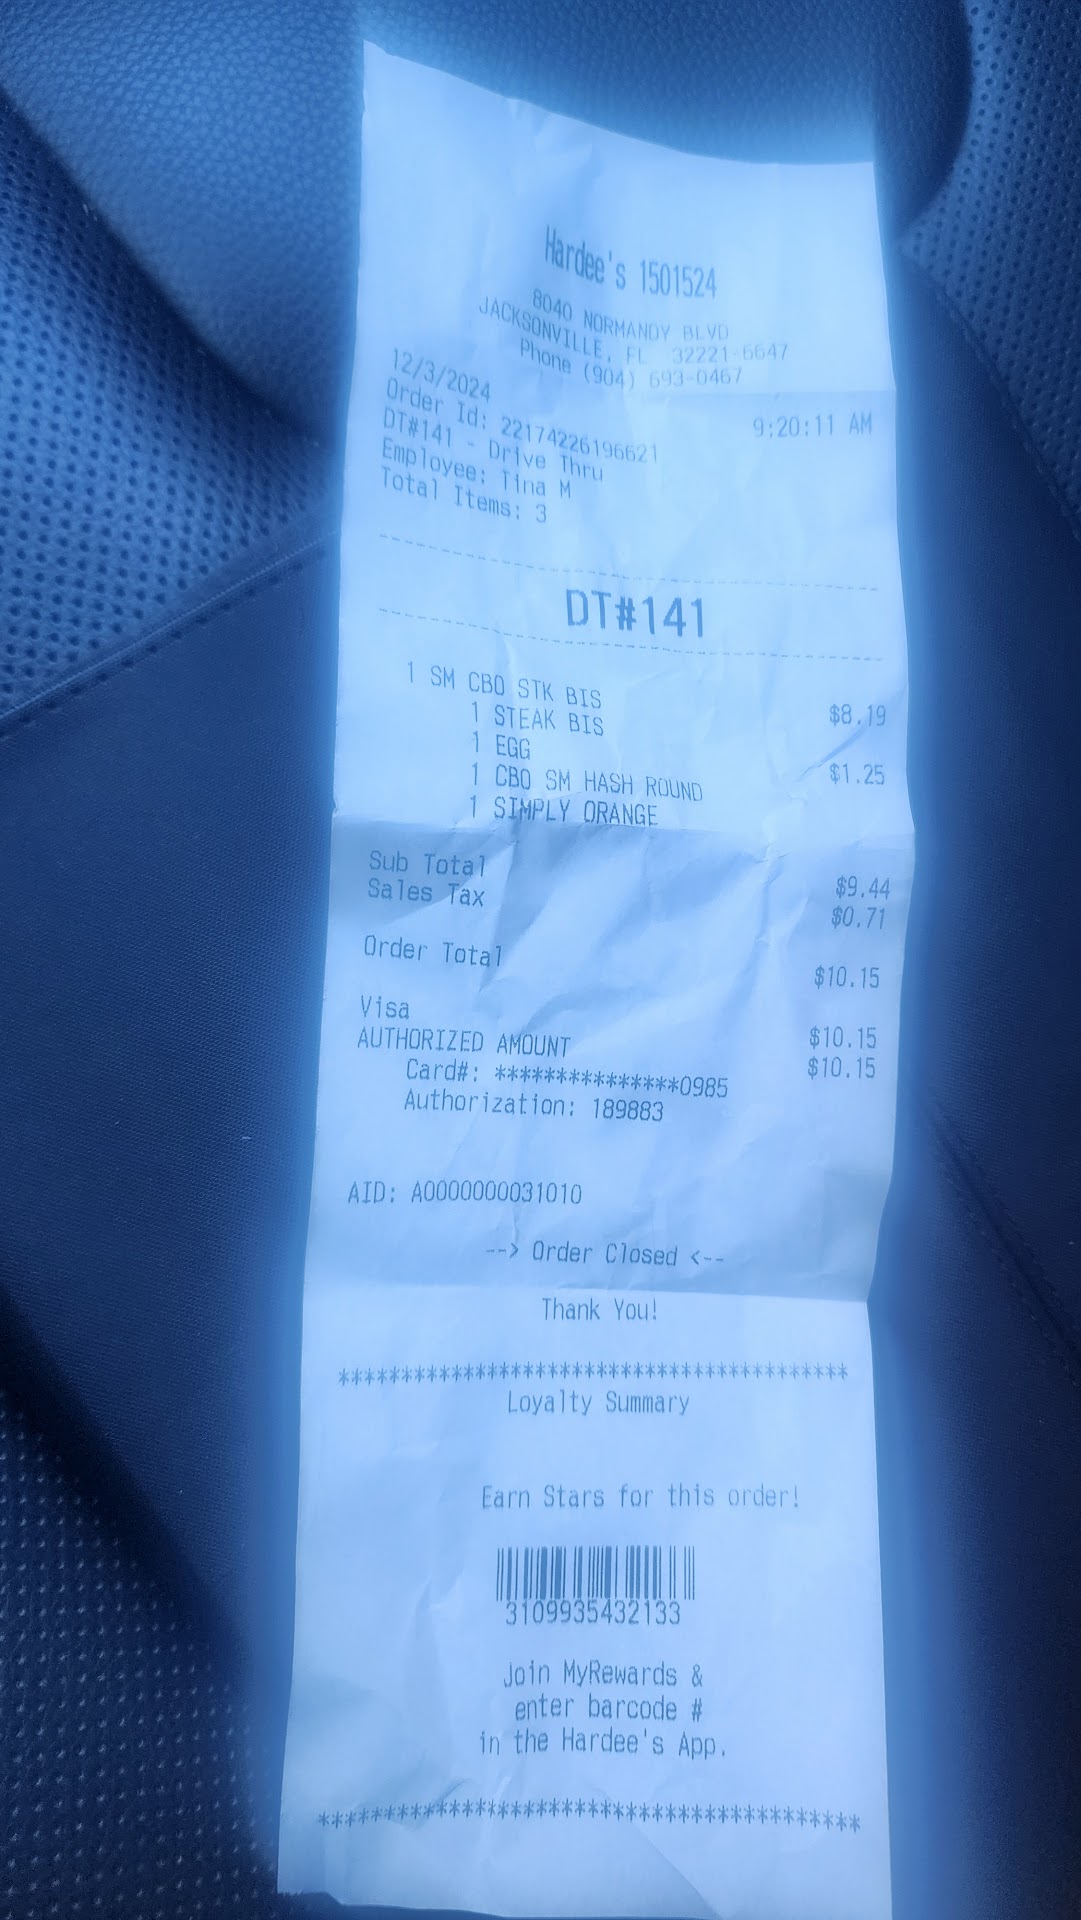 Hardee's 1501524
8040 NORMANDY BLVD
JACKSONVILLE, FL 32221-6647
Phone (904) 693-0467
12/3/2024 9:20:11 AM
Order Id: 22174226196621
DT#141 - Drive Thru
Employee: Tina M
Total Items: 3
DT#141
1 SM CBO STK BIS $8.19
1 STEAK BIS
1 EGG $1.25
1 CBO SM HASH ROUND
1 SIMPLY ORANGE
Sub Total $9.44
Sales Tax $0.71
Order Total $10.15
Visa $10.15
AUTHORIZED AMOUNT $10.15
Card#: ***************0985
Authorization: 189883
AID: A0000000031010
--> Order Closed <--
Thank You!
******************************************
Loyalty Summary
Earn Stars for this order!
3109935432133
Join MyRewards &
enter barcode #
in the Hardee's App.
******************************************